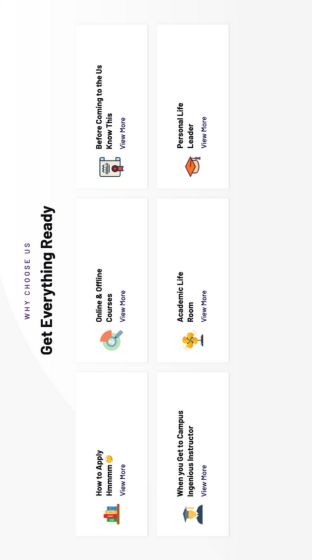 WHY CHOOSE US
Get Everything Ready
How to Apply
Hmmmm 🤔
View More
Online & Offline
Courses
View More
Before Coming to the Us
Know This
View More
When you Get to Campus
Ingenious Instructor
View More
Academic Life
Room
View More
Personal Life
Leader
View More